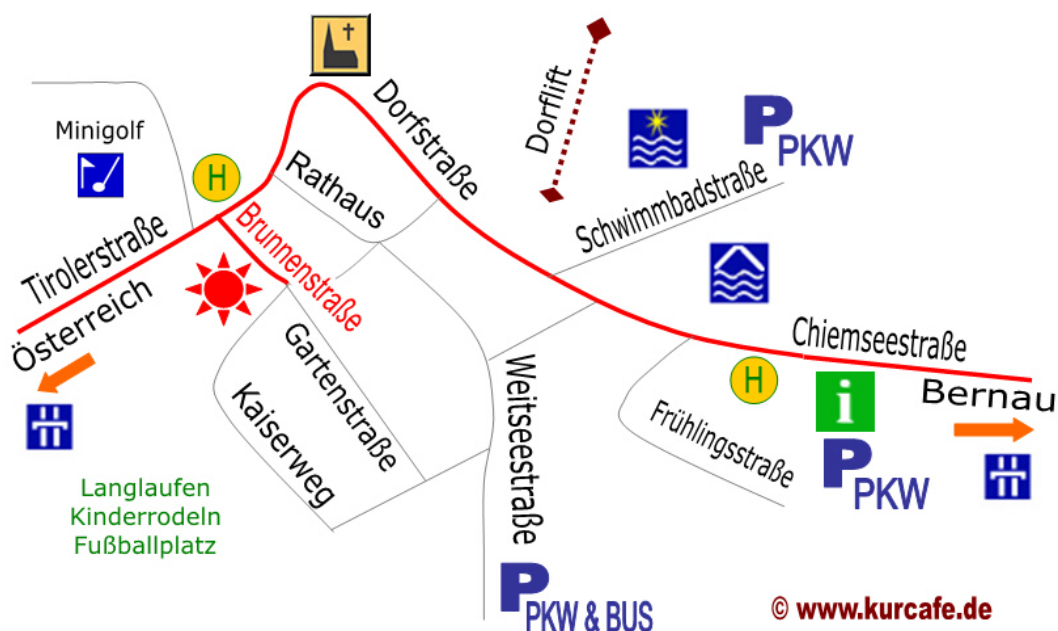 Minigolf
H
Tirolerstraße
Österreich
Brunnenstraße
Rathaus
Dorfstraße
Dorflift
P
PKW
Schwimmbadstraße
Chiemseestraße
H
i
Bernau
P
PKW
Frühlingsstraße
Weitseestraße
Gartenstraße
Kaiserweg
Langlaufen
Kinderrodeln
Fußballplatz
P
PKW & BUS
© www.kurcafe.de